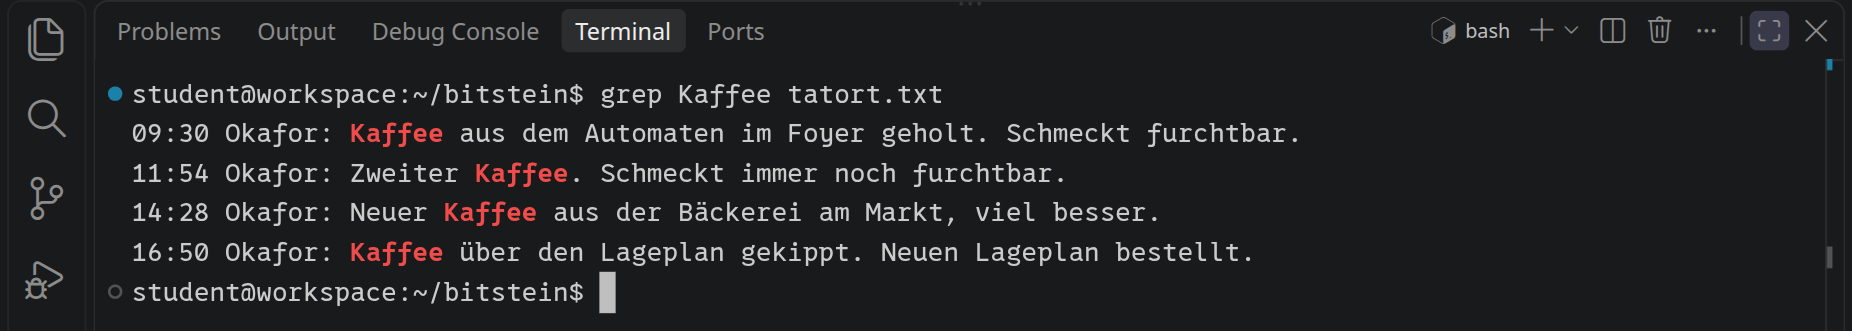 Problems Output Debug Console Terminal Ports bash
student@workspace:~/bitstein$ grep Kaffee tatort.txt
09:30 Okafor: Kaffee aus dem Automaten im Foyer geholt. Schmeckt furchtbar.
11:54 Okafor: Zweiter Kaffee. Schmeckt immer noch furchtbar.
14:28 Okafor: Neuer Kaffee aus der Bäckerei am Markt, viel besser.
16:50 Okafor: Kaffee über den Lageplan gekippt. Neuen Lageplan bestellt.
student@workspace:~/bitstein$